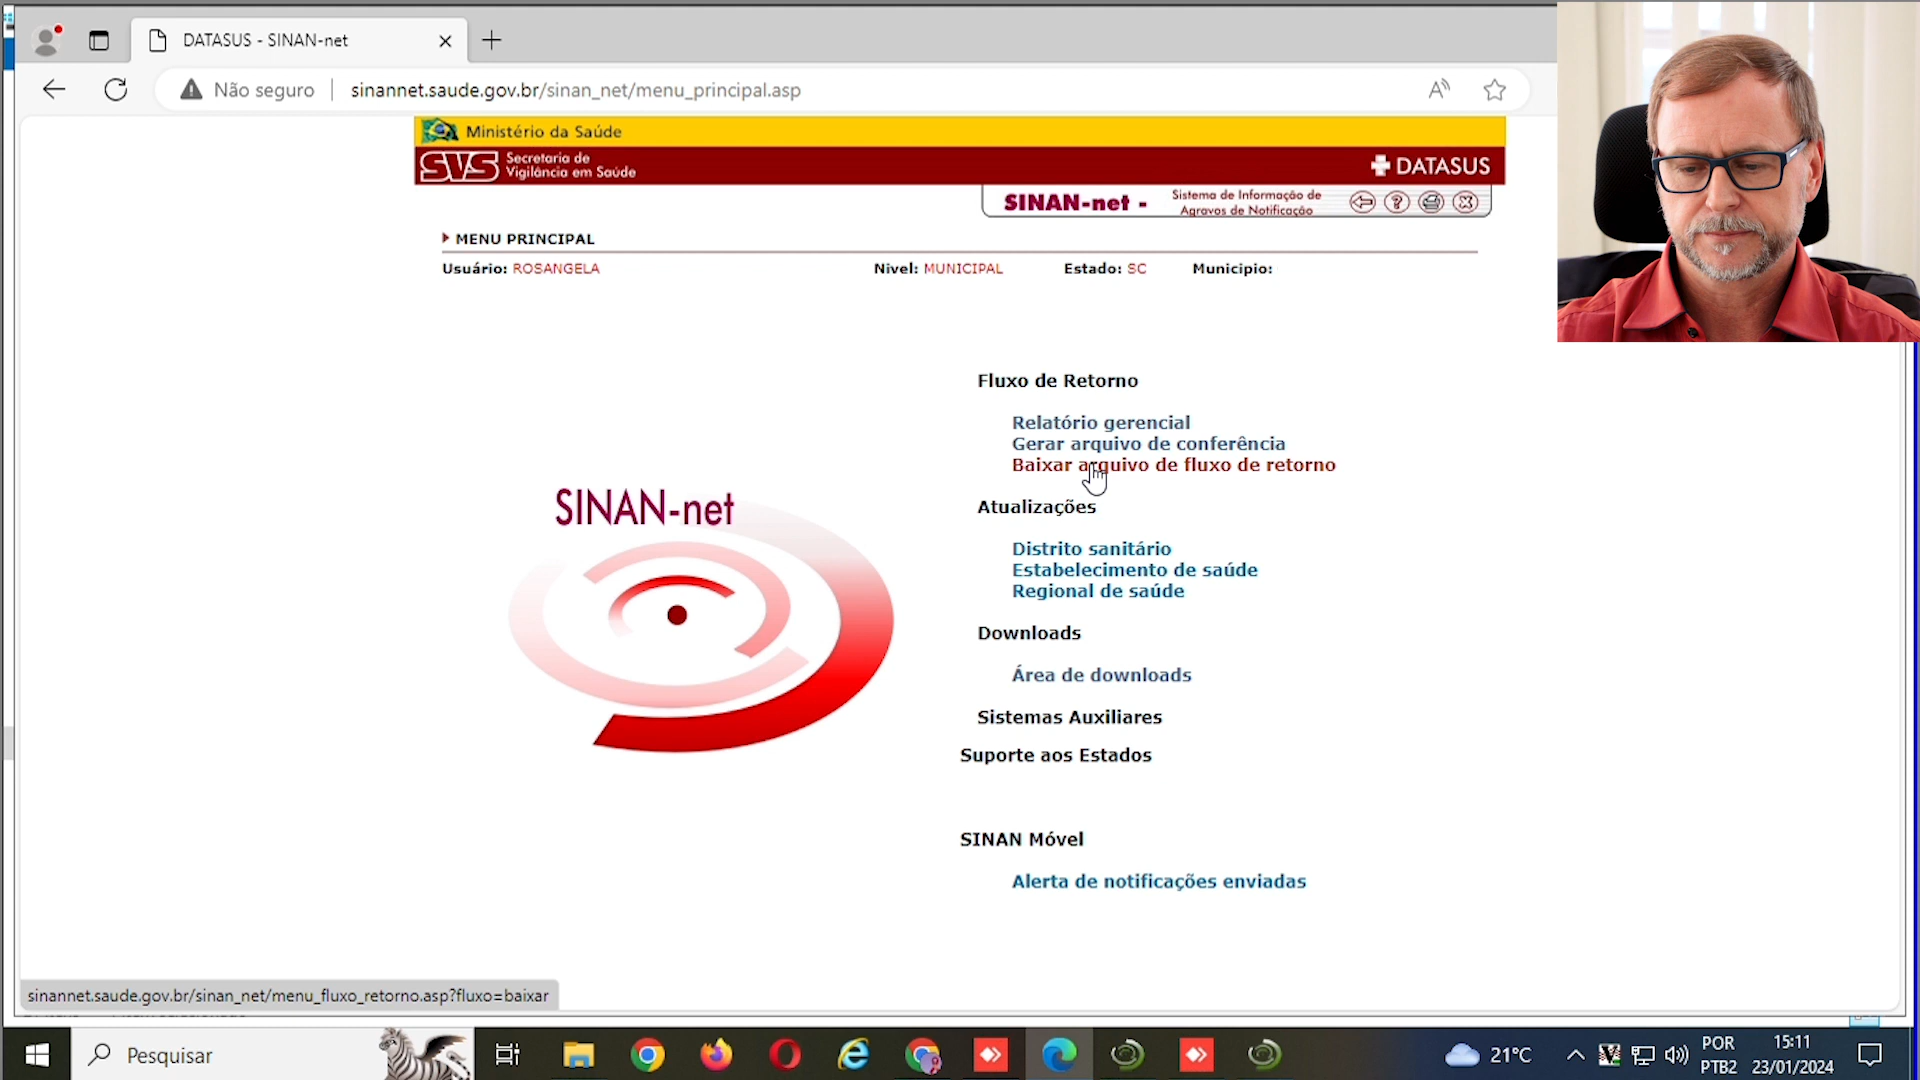 DATASUS - SINAN-net
Não seguro
sinannet.saude.gov.br/sinan_net/menu_principal.asp
Ministério da Saúde
SVS
Secretaria de
Vigilância em Saúde
DATASUS
SINAN-net -
Sistema de Informação de
Agravos de Notificação
MENU PRINCIPAL
Usuário: ROSANGELA
Nivel: MUNICIPAL
Estado: SC
Municipio:
Fluxo de Retorno
Relatório gerencial
Gerar arquivo de conferência
Baixar arquivo de fluxo de retorno
SINAN-net
Atualizações
Distrito sanitário
Estabelecimento de saúde
Regional de saúde
Downloads
Área de downloads
Sistemas Auxiliares
Suporte aos Estados
SINAN Móvel
Alerta de notificações enviadas
sinannet.saude.gov.br/sinan_net/menu_fluxo_retorno.asp?fluxo=baixar
Pesquisar
21°C
POR
PTB2
15:11
23/01/2024